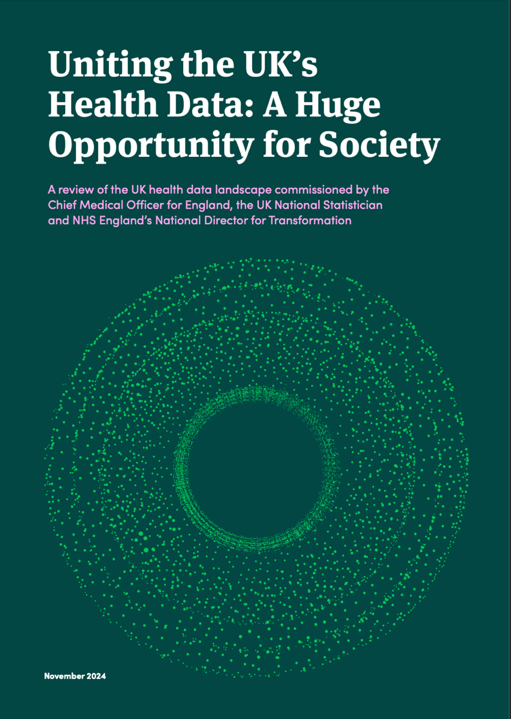 Uniting the UK’s
Health Data: A Huge
Opportunity for Society
A review of the UK health data landscape commissioned by the
Chief Medical Officer for England, the UK National Statistician
and NHS England’s National Director for Transformation
November 2024